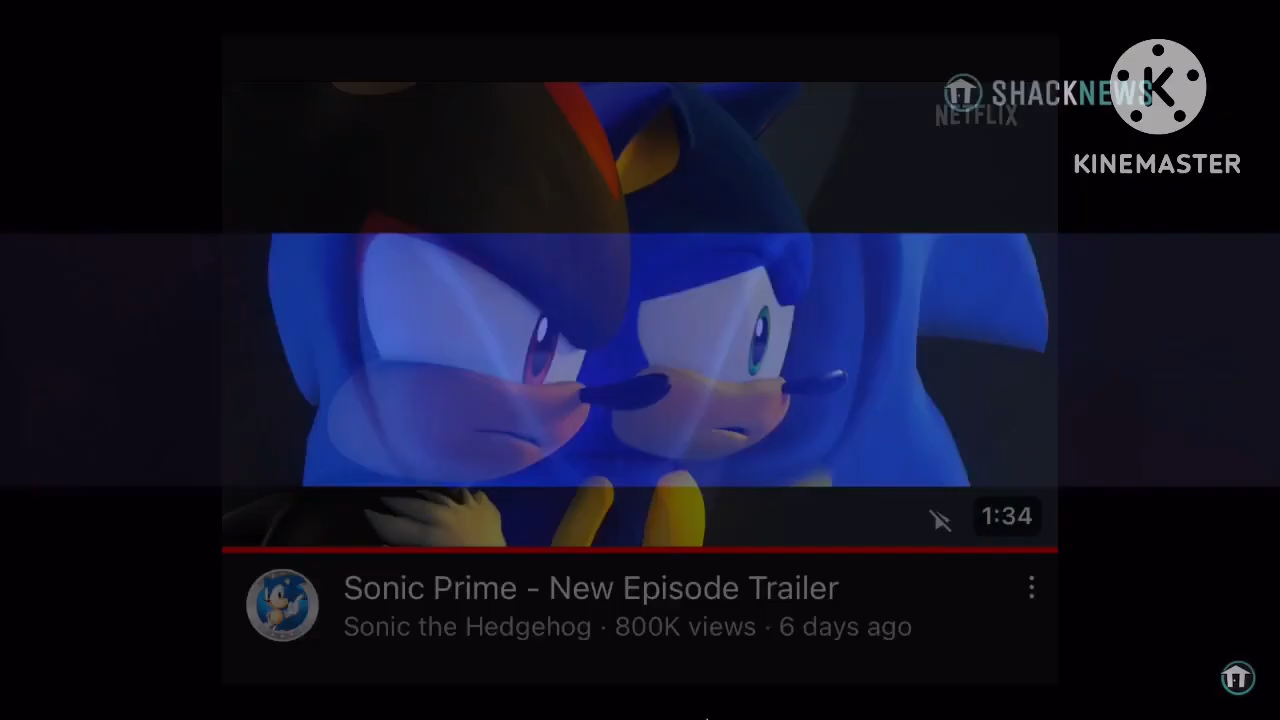 SHACKNEWS
NETFLIX
KINEMASTER
1:34
Sonic Prime - New Episode Trailer
Sonic the Hedgehog · 800K views · 6 days ago